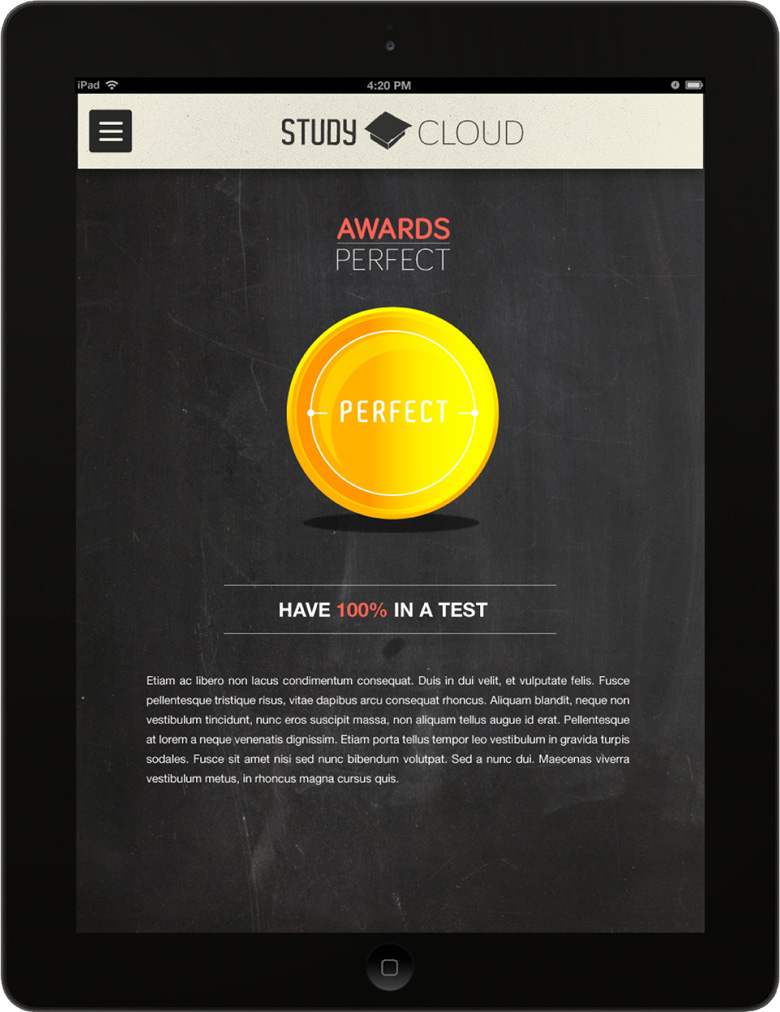 iPad 4:20 PM
STUDY CLOUD
AWARDS
PERFECT
PERFECT
HAVE 100% IN A TEST
Etiam ac libero non lacus condimentum consequat. Duis in dui velit, et vulputate felis. Fusce
pellentesque tristique risus, vitae dapibus arcu consequat rhoncus. Aliquam blandit, neque non
vestibulum tincidunt, nunc eros suscipit massa, non aliquam tellus augue id erat. Pellentesque
at lorem a neque venenatis dignissim. Etiam porta tellus tempor leo vestibulum in gravida turpis
sodales. Fusce sit amet nisi sed nunc bibendum volutpat. Sed a nunc dui. Maecenas viverra
vestibulum metus, in rhoncus magna cursus quis.